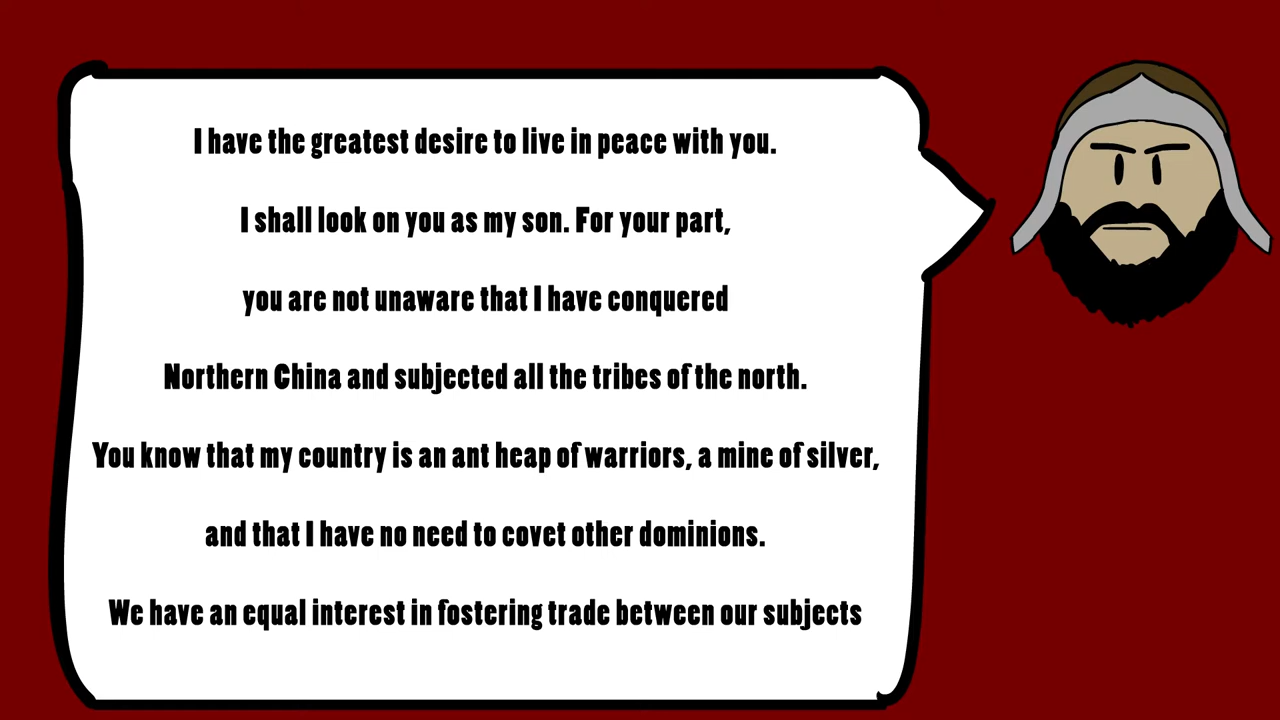 I have the greatest desire to live in peace with you.
I shall look on you as my son. For your part,
you are not unaware that I have conquered
Northern China and subjected all the tribes of the north.
You know that my country is an ant heap of warriors, a mine of silver,
and that I have no need to covet other dominions.
We have an equal interest in fostering trade between our subjects